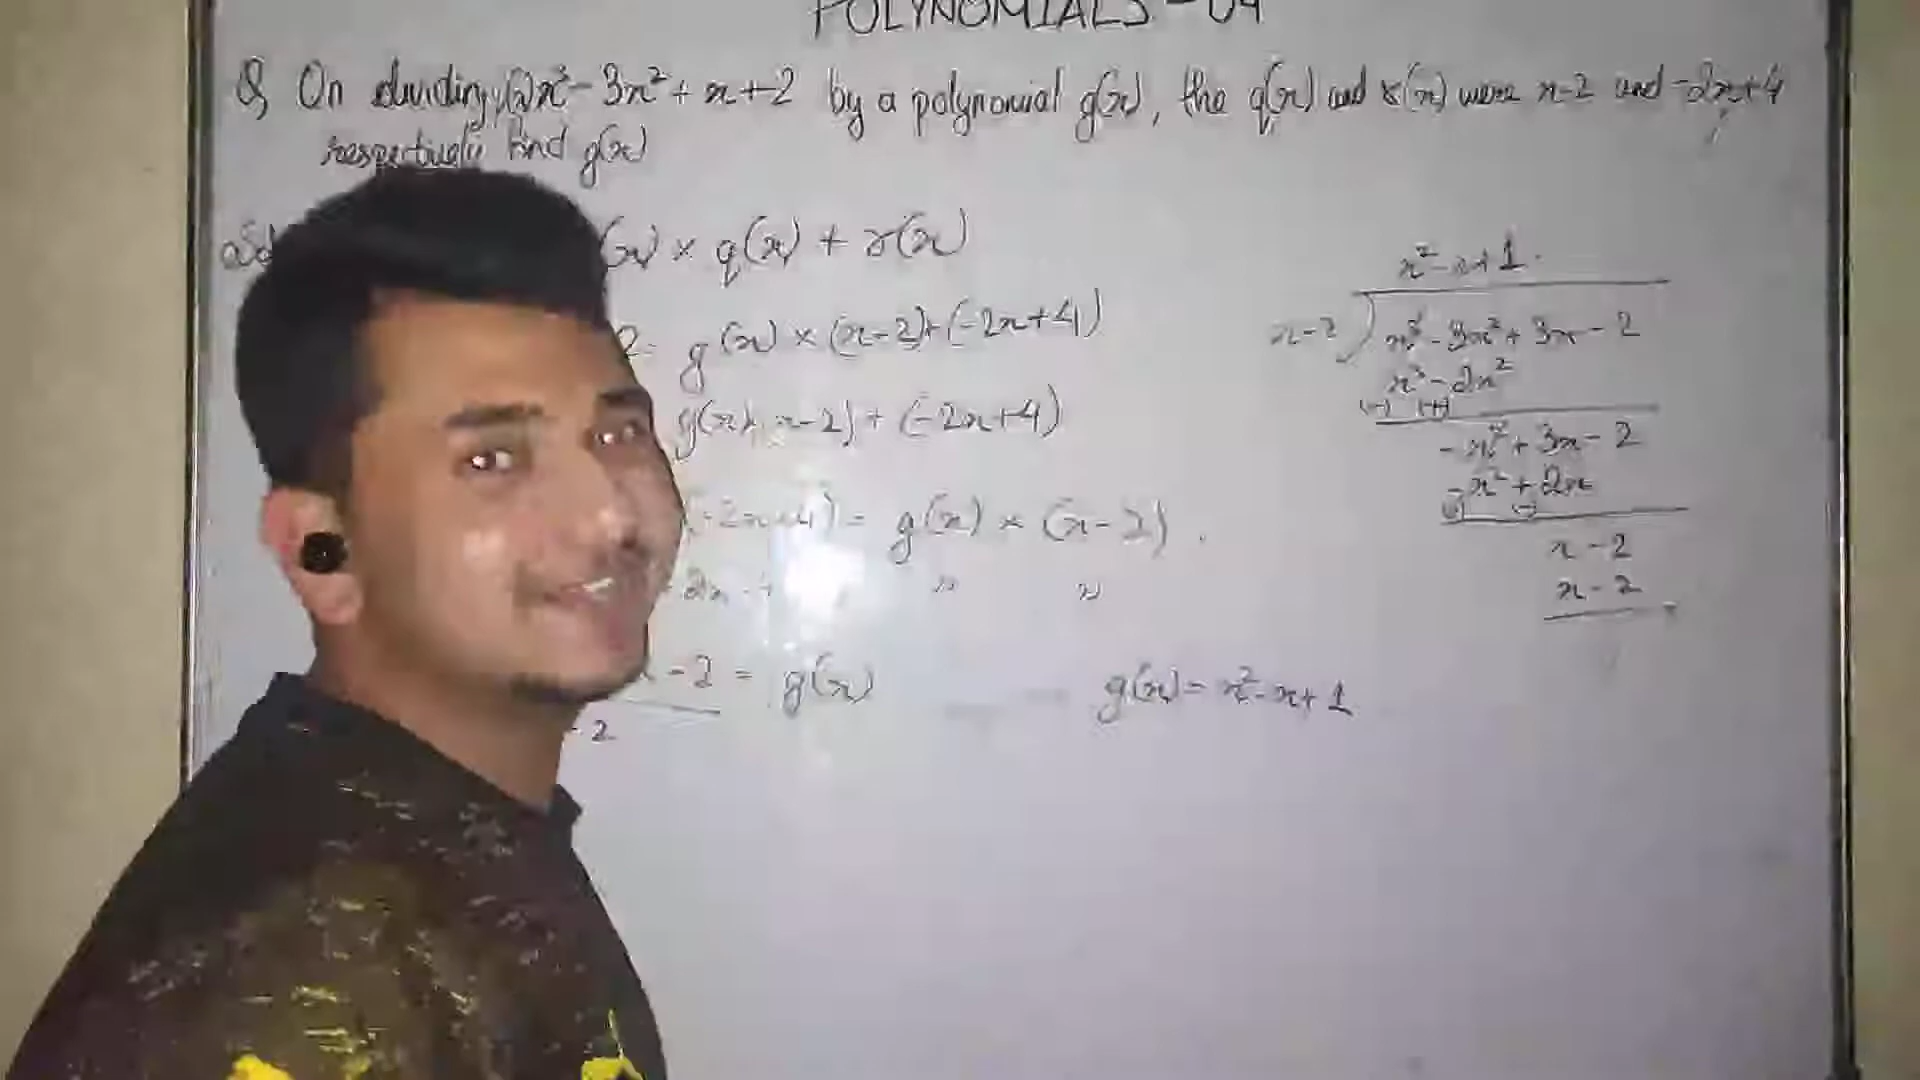 POLYNOMIALS - 04
Q On dividing p(x) x³ - 3x² + x + 2 by a polynomial g(x), the q(x) and r(x) were x-2 and -2x+4
respectively find g(x)
(x) × q(x) + r(x)
2 = g(x) × (x-2) + (-2x+4)
g(x) x-2) + (-2x+4)
(-2x+4) = g(x) × (x-2).
x - 2 = g(x)
- 2
x² - x + 1
x-2 ) x³ - 3x² + 3x - 2
x³ - 2x²
(-) (+)
- x² + 3x - 2
- x² + 2x
(+) (-)
x - 2
x - 2
g(x) = x² - x + 1